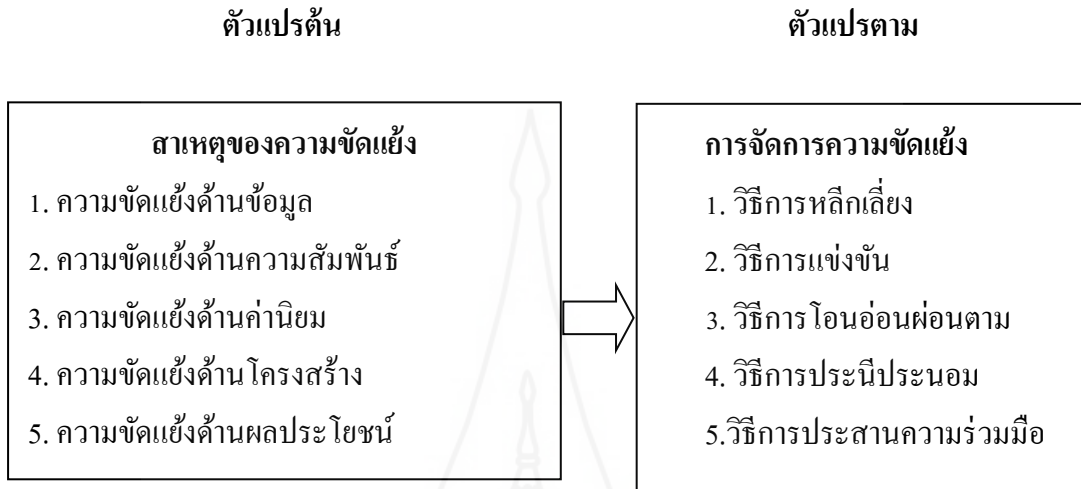 ตัวแปรต้น
ตัวแปรตาม
สาเหตุของความขัดแย้ง
1. ความขัดแย้งด้านข้อมูล
2. ความขัดแย้งด้านความสัมพันธ์
3. ความขัดแย้งด้านค่านิยม
4. ความขัดแย้งด้านโครงสร้าง
5. ความขัดแย้งด้านผลประโยชน์
การจัดการความขัดแย้ง
1. วิธีการหลีกเลี่ยง
2. วิธีการแข่งขัน
3. วิธีการโอนอ่อนผ่อนตาม
4. วิธีการประนีประนอม
5.วิธีการประสานความร่วมมือ